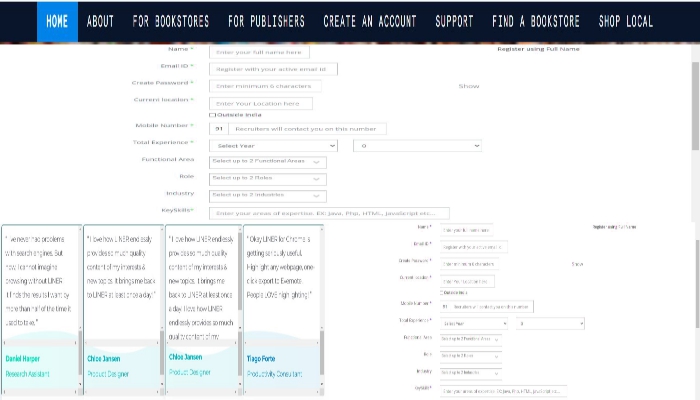 HOME ABOUT FOR BOOKSTORES FOR PUBLISHERS CREATE AN ACCOUNT SUPPORT FIND A BOOKSTORE SHOP LOCAL
Name * Enter your full name here Register using Full Name
Email ID * Register with your active email id
Create Password * Enter minimum 6 characters Show
Current location * Enter Your Location here
Outside India
Mobile Number * 91 Recruiters will contact you on this number
Total Experience * Select Year 0
Functional Area Select up to 2 Functional Areas
Role Select up to 2 Roles
Industry Select up to 2 Industries
KeySkills* Enter your areas of expertise. EX: Java, Php, HTML, JavaScript etc...
"I've never had problems
with search engines. But
now, I cannot imagine
browsing without LINER.
It finds the results I want by
more than half of the time it
used to take."
Daniel Harper
Research Assistant
"I love how LINER endlessly
provides so much quality
content of my interests &
new topics. It brings me back
to LINER at least once a day!"
Chloe Jansen
Product Designer
"I love how LINER endlessly
provides so much quality
content of my interests &
new topics. It brings me
back to LINER at least once
a day. I love how LINER
endlessly provides so much
quality content of my
Chloe Jansen
Product Designer
"Okay LINER for Chrome is
getting seriously useful.
Highlight any webpage, one-
click export to Evernote.
People LOVE highlighting!"
Tiago Forte
Productivity Consultant
Name * Enter your full name here Register using Full Name
Email ID * Register with your active email id
Create Password * Enter minimum 6 characters Show
Current location * Enter Your Location here
Outside India
Mobile Number * 91 Recruiters will contact you on this number
Total Experience * Select Year 0
Functional Area Select up to 2 Functional Areas
Role Select up to 2 Roles
Industry Select up to 2 Industries
KeySkills* Enter your areas of expertise. EX: Java, Php, HTML, JavaScript etc...